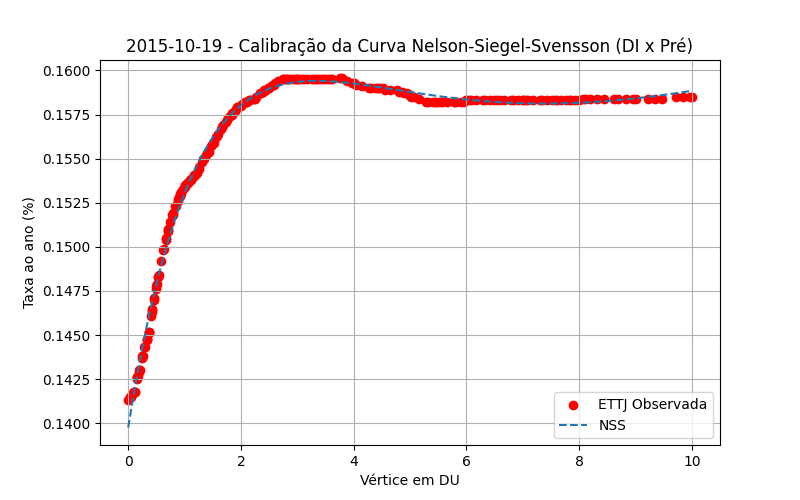 2015-10-19 - Calibração da Curva Nelson-Siegel-Svensson (DI x Pré)
Taxa ao ano (%)
0.1600
0.1575
0.1550
0.1525
0.1500
0.1475
0.1450
0.1425
0.1400
ETTJ Observada
NSS
0 2 4 6 8 10
Vértice em DU